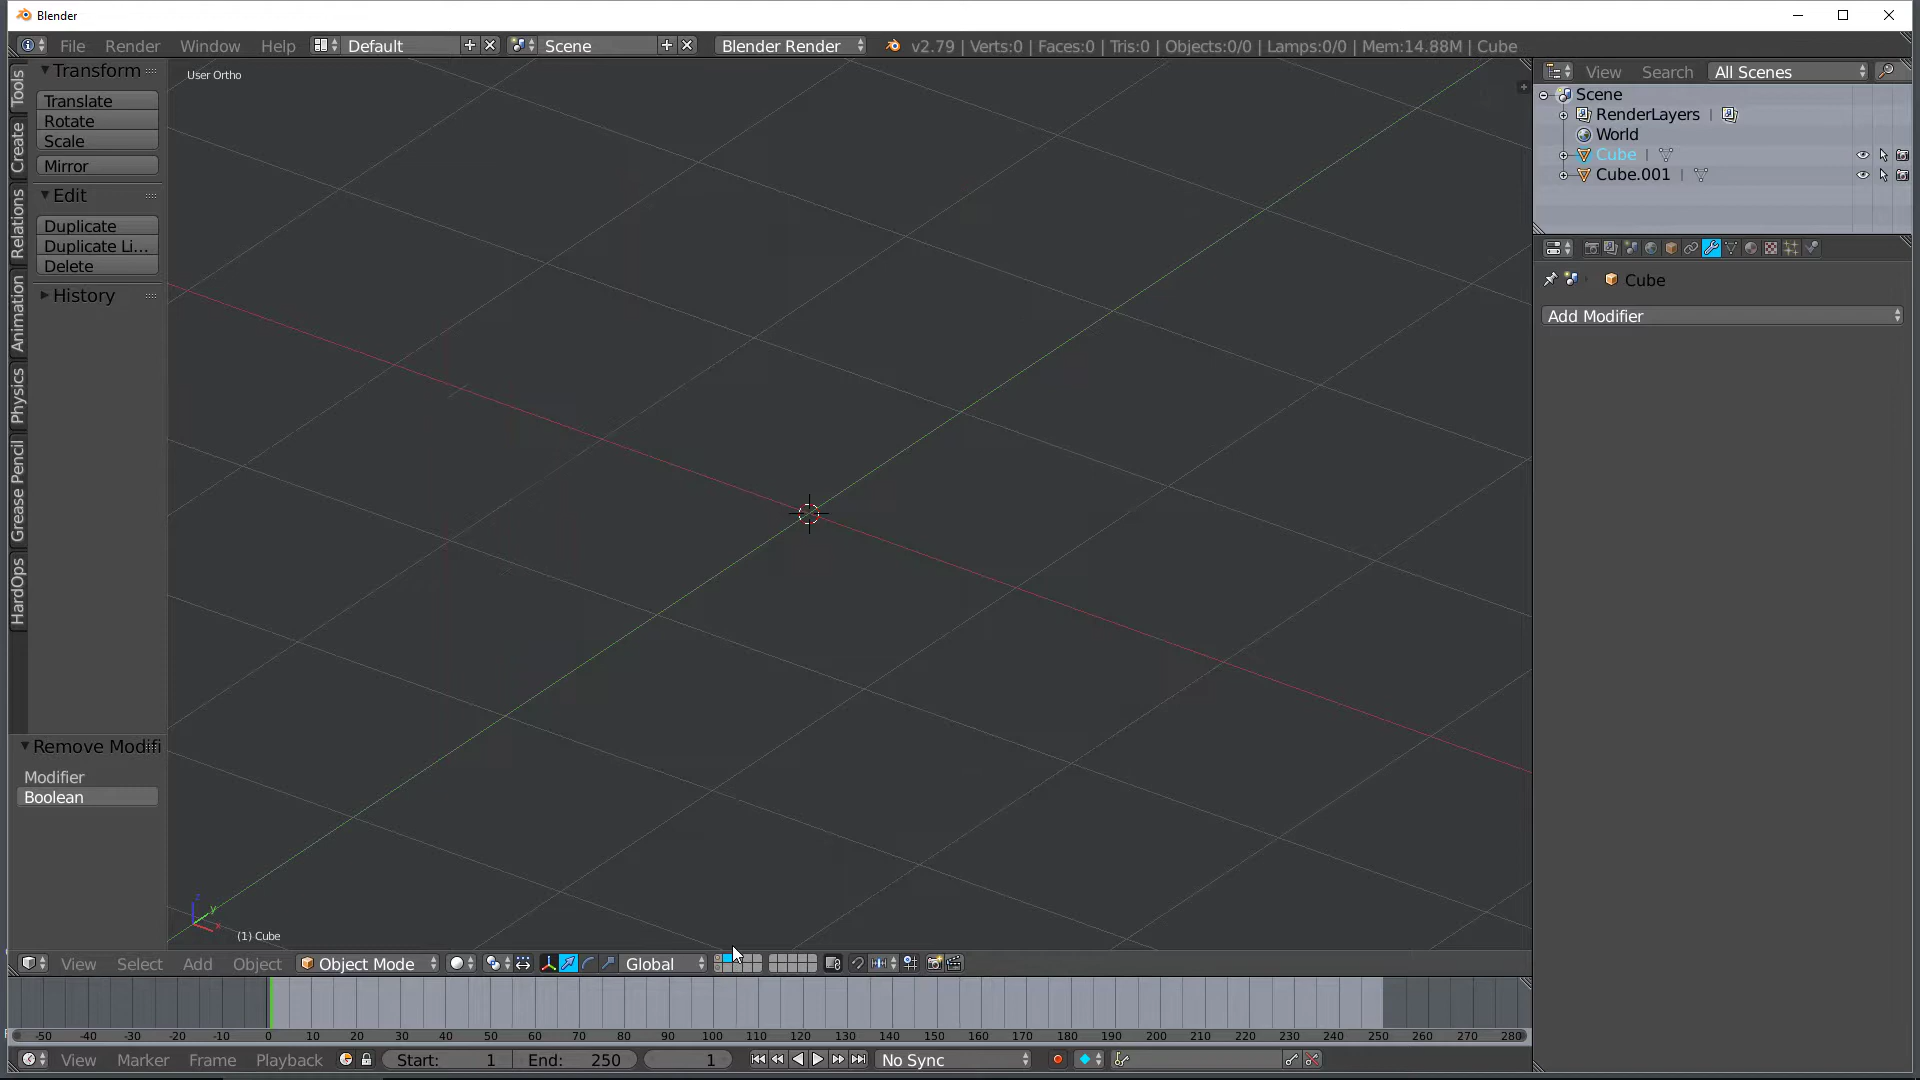 Blender
File Render Window Help Default Scene Blender Render v2.79 | Verts:0 | Faces:0 | Tris:0 | Objects:0/0 | Lamps:0/0 | Mem:14.88M | Cube
Tools
Create
Relations
Animation
Physics
Grease Pencil
HardOps
Transform
Translate
Rotate
Scale
Mirror
Edit
Duplicate
Duplicate Li...
Delete
History
Remove Modifi
Modifier
Boolean
User Ortho
z
y
x
(1) Cube
View Search All Scenes
Scene
RenderLayers |
World
Cube |
Cube.001 |
Cube
Add Modifier
View Select Add Object Object Mode Global
-50 -40 -30 -20 -10 0 10 20 30 40 50 60 70 80 90 100 110 120 130 140 150 160 170 180 190 200 210 220 230 240 250 260 270 280
View Marker Frame Playback Start: 1 End: 250 1 No Sync